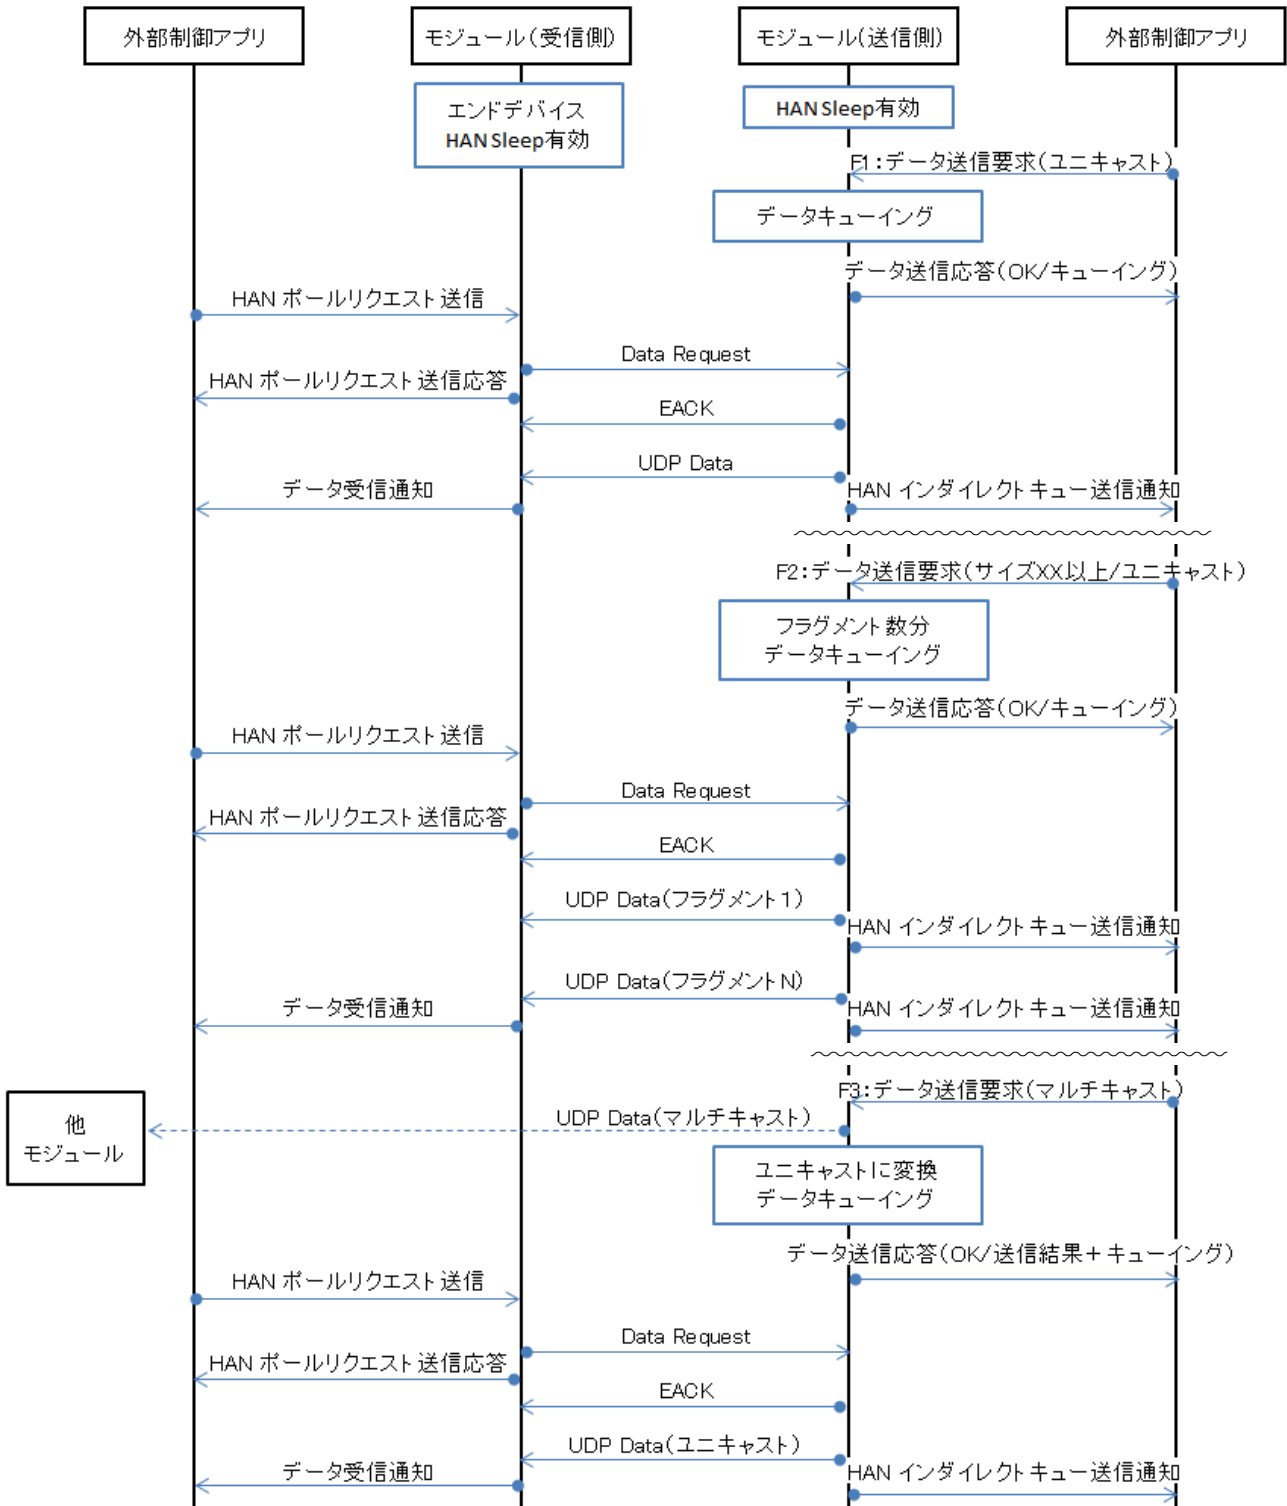 外部制御アプリ
モジュール(受信側)
モジュール(送信側)
外部制御アプリ
エンドデバイス
HAN Sleep有効
HAN Sleep有効
F1:データ送信要求(ユニキャスト)
データキューイング
データ送信応答(OK/キューイング)
HAN ポールリクエスト送信
Data Request
HAN ポールリクエスト送信応答
EACK
UDP Data
データ受信通知
HAN インダイレクトキュー送信通知
F2:データ送信要求(サイズXX以上/ユニキャスト)
フラグメント数分
データキューイング
データ送信応答(OK/キューイング)
HAN ポールリクエスト送信
Data Request
HAN ポールリクエスト送信応答
EACK
UDP Data(フラグメント1)
HAN インダイレクトキュー送信通知
UDP Data(フラグメントN)
データ受信通知
HAN インダイレクトキュー送信通知
F3:データ送信要求(マルチキャスト)
UDP Data(マルチキャスト)
他
モジュール
ユニキャストに変換
データキューイング
データ送信応答(OK/送信結果+キューイング)
HAN ポールリクエスト送信
Data Request
HAN ポールリクエスト送信応答
EACK
UDP Data(ユニキャスト)
データ受信通知
HAN インダイレクトキュー送信通知